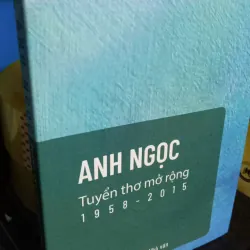 ANH NGỌC
Tuyển thơ mở rộng
1958-2015